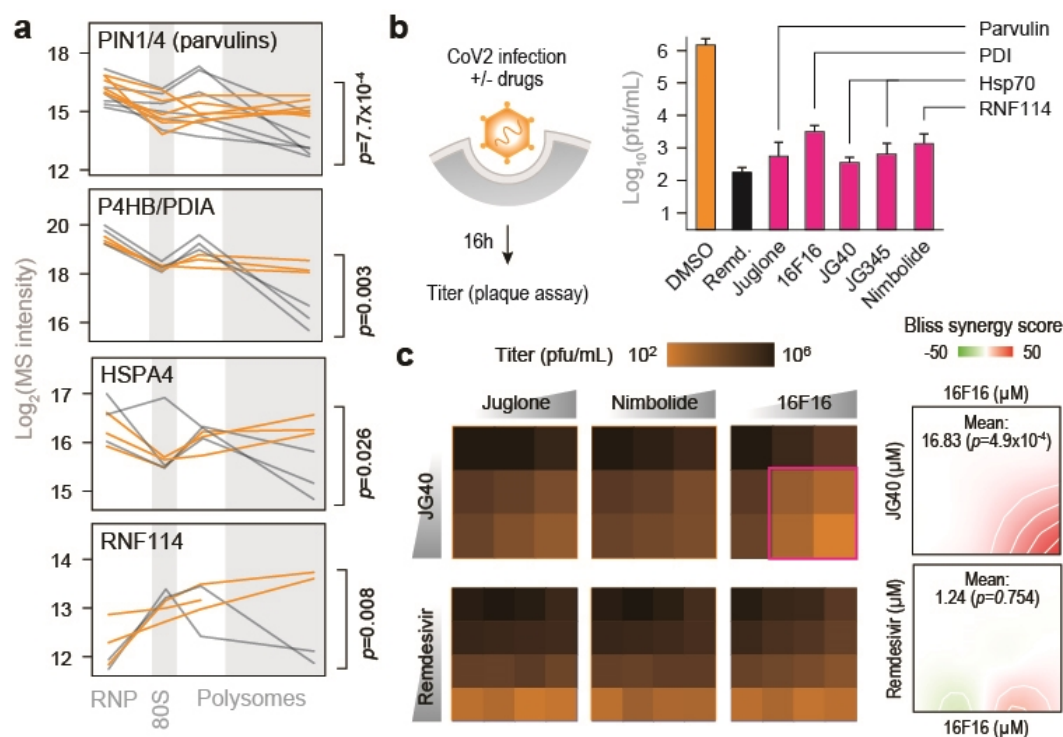 a
PIN1/4 (parvulins)
18
15
12
p=7.7x10-4
P4HB/PDIA
20
18
16
p=0.003
HSPA4
17
16
15
p=0.026
RNF114
14
13
12
p=0.008
Log2(MS intensity)
RNP
80S
Polysomes
b
CoV2 infection
+/- drugs
16h
Titer (plaque assay)
Log10(pfu/mL)
6
5
4
3
2
1
DMSO
Remd.
Juglone
16F16
JG40
JG345
Nimbolide
Parvulin
PDI
Hsp70
RNF114
c
Titer (pfu/mL)
10²
10⁶
Juglone
Nimbolide
16F16
JG40
Remdesivir
Bliss synergy score
-50
50
16F16 (µM)
Mean:
16.83 (p=4.9x10-4)
JG40 (µM)
Mean:
1.24 (p=0.754)
Remdesivir (µM)
16F16 (µM)